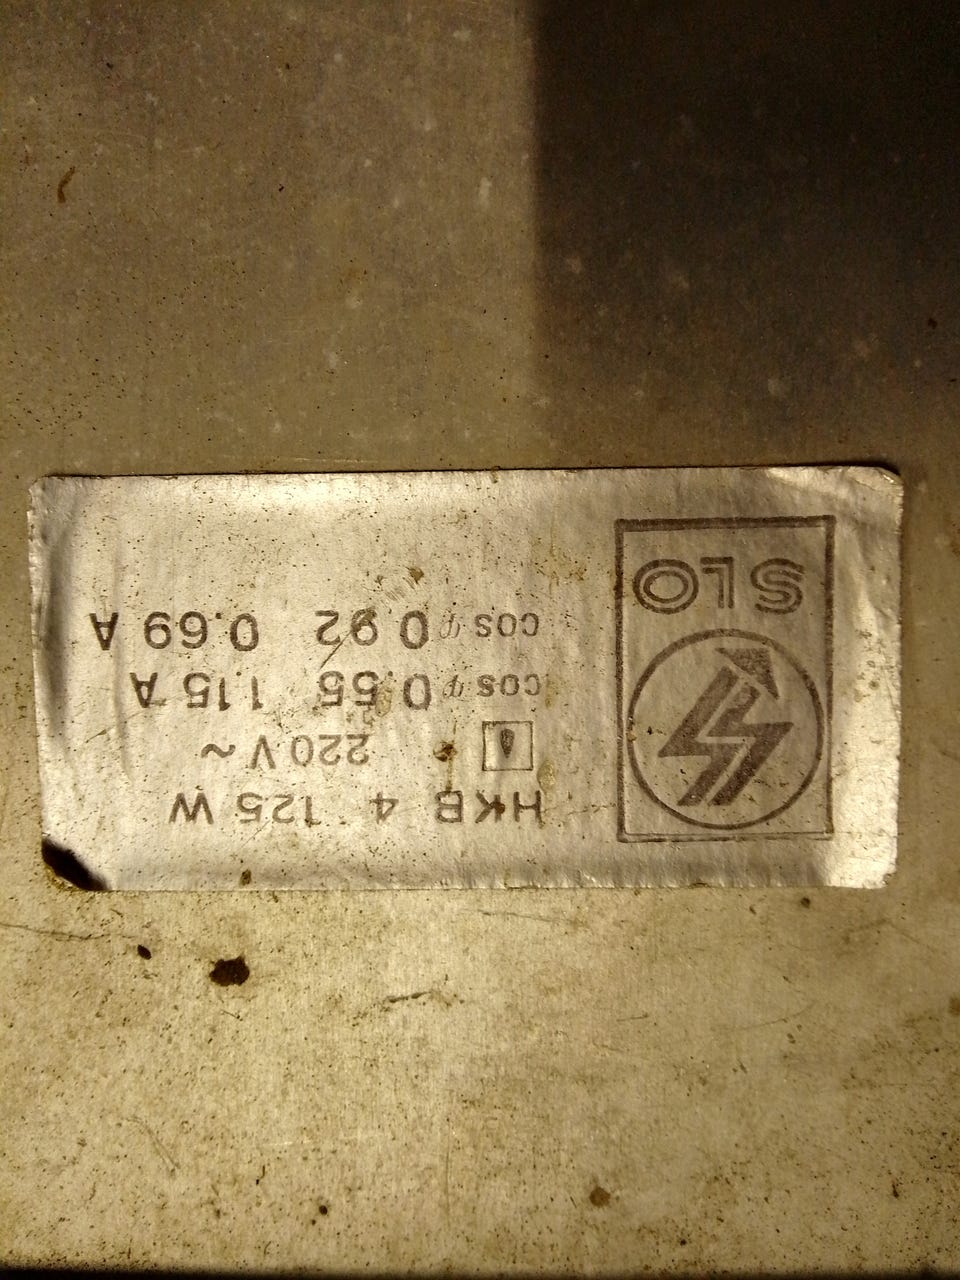 SLO
HKB 4 125 W
220 V ~
cos φ 0.55 1.15 A
cos φ 0.92 0.69 A